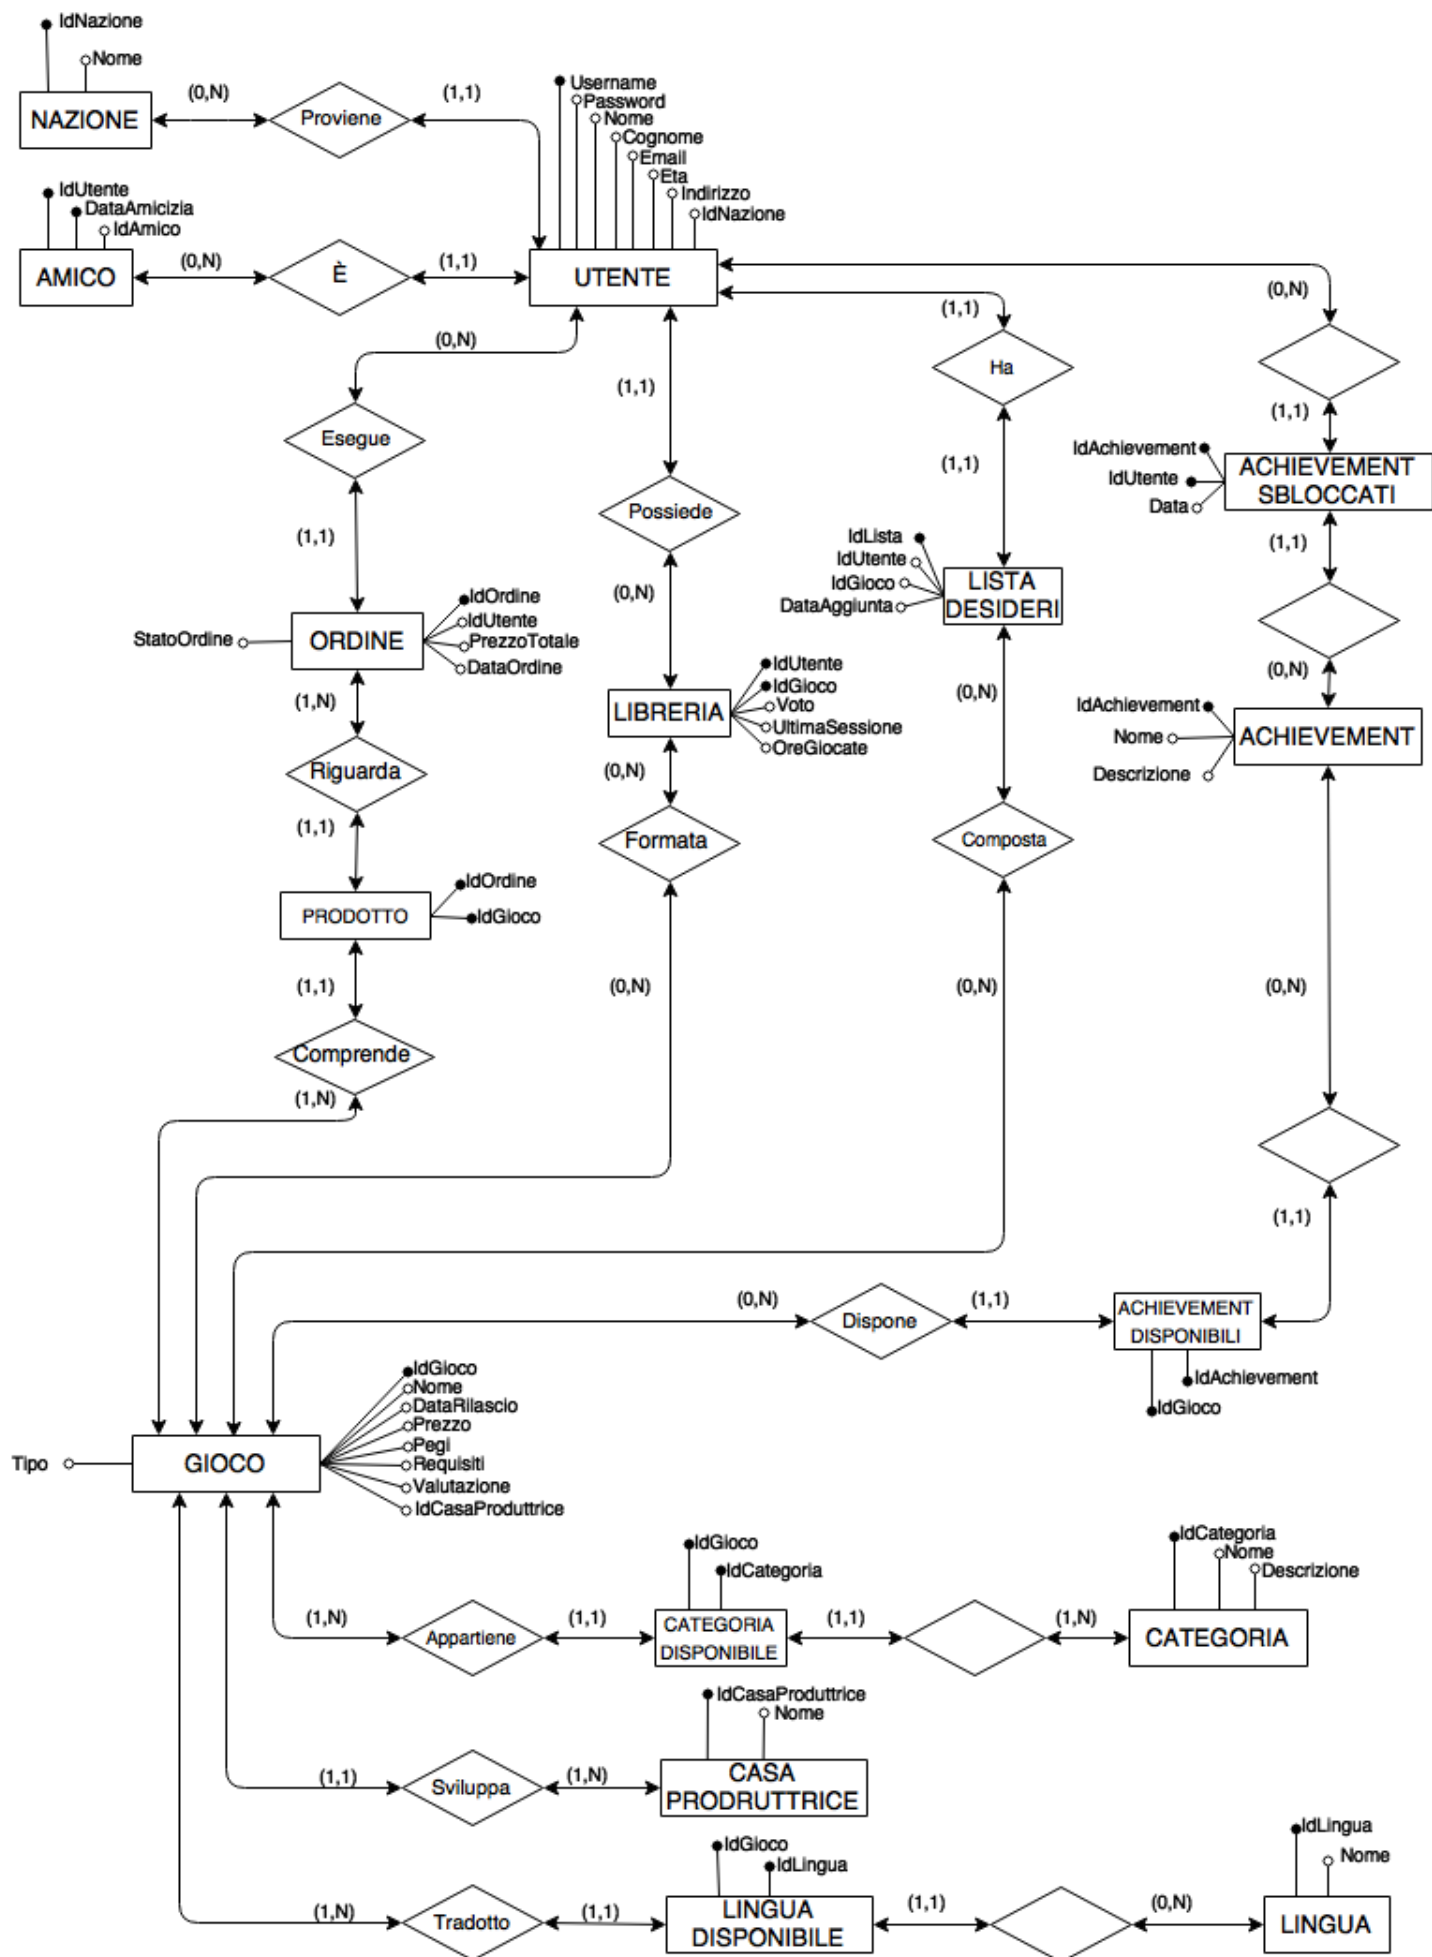 IdNazione
Nome
NAZIONE
(0,N)
Proviene
(1,1)
Username
Password
Nome
Cognome
Email
Eta
Indirizzo
IdNazione
UTENTE
IdUtente
DataAmicizia
IdAmico
AMICO
(0,N)
È
(1,1)
(0,N)
Esegue
(1,1)
StatoOrdine
ORDINE
IdOrdine
IdUtente
PrezzoTotale
DataOrdine
(1,N)
Riguarda
(1,1)
PRODOTTO
IdOrdine
IdGioco
(1,1)
Comprende
(1,N)
(1,1)
Possiede
(0,N)
LIBRERIA
IdUtente
IdGioco
Voto
UltimaSessione
OreGiocate
(0,N)
Formata
(0,N)
(1,1)
Ha
(1,1)
IdLista
IdUtente
IdGioco
DataAggiunta
LISTA
DESIDERI
(0,N)
Composta
(0,N)
(0,N)
(1,1)
IdAchievement
IdUtente
Data
ACHIEVEMENT
SBLOCCATI
(1,1)
(0,N)
IdAchievement
Nome
Descrizione
ACHIEVEMENT
(0,N)
(1,1)
(0,N)
Dispone
(1,1)
ACHIEVEMENT
DISPONIBILI
IdAchievement
IdGioco
Tipo
GIOCO
IdGioco
Nome
DataRilascio
Prezzo
Pegi
Requisiti
Valutazione
IdCasaProduttrice
(1,N)
Appartiene
(1,1)
IdGioco
IdCategoria
CATEGORIA
DISPONIBILE
(1,1)
(1,N)
IdCategoria
Nome
Descrizione
CATEGORIA
(1,1)
Sviluppa
(1,N)
IdCasaProduttrice
Nome
CASA
PRODRUTTRICE
(1,N)
Tradotto
(1,1)
IdGioco
IdLingua
LINGUA
DISPONIBILE
(1,1)
(0,N)
IdLingua
Nome
LINGUA